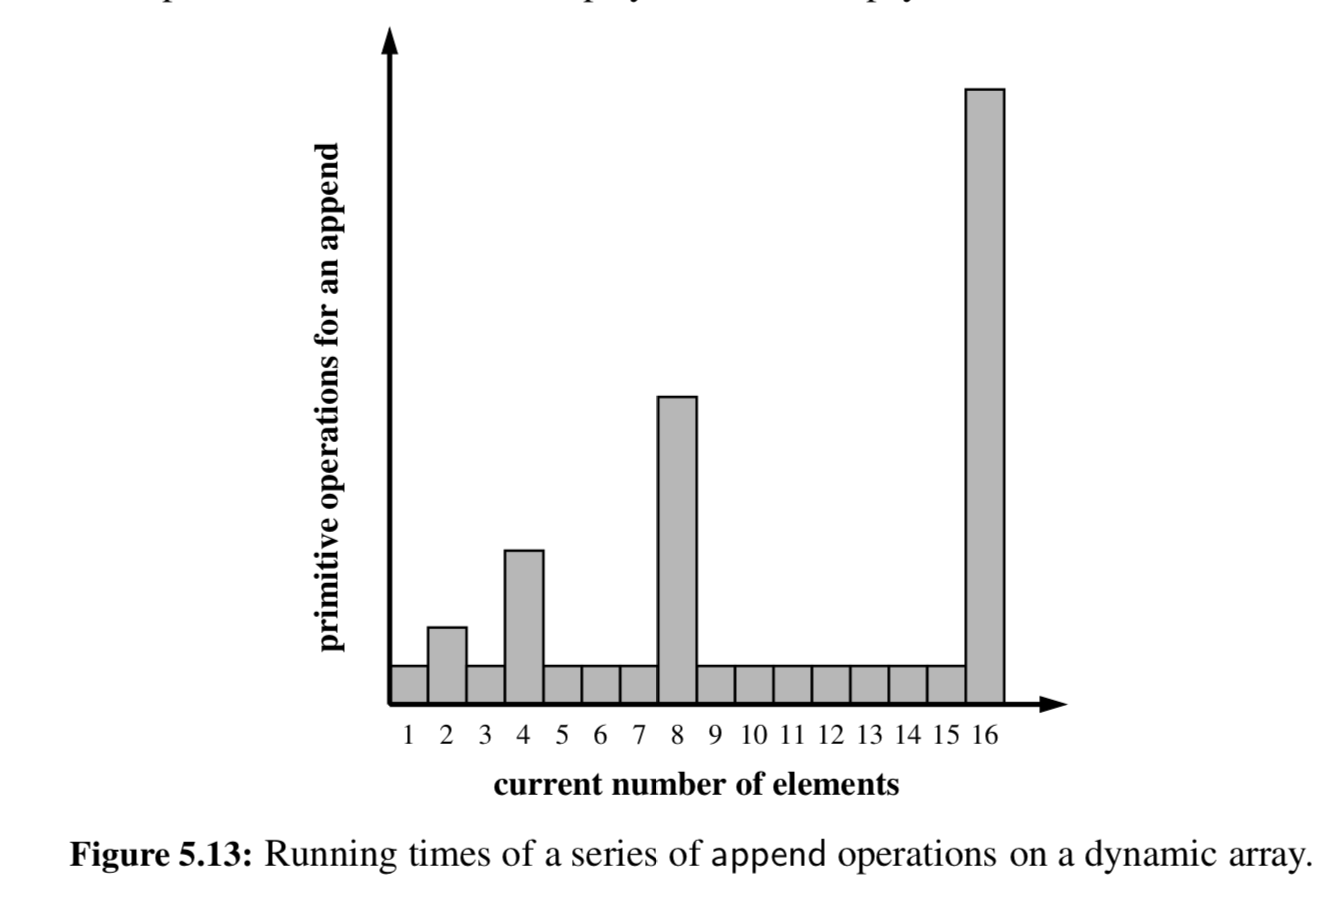 primitive operations for an append
1 2 3 4 5 6 7 8 9 10 11 12 13 14 15 16
current number of elements
Figure 5.13: Running times of a series of append operations on a dynamic array.